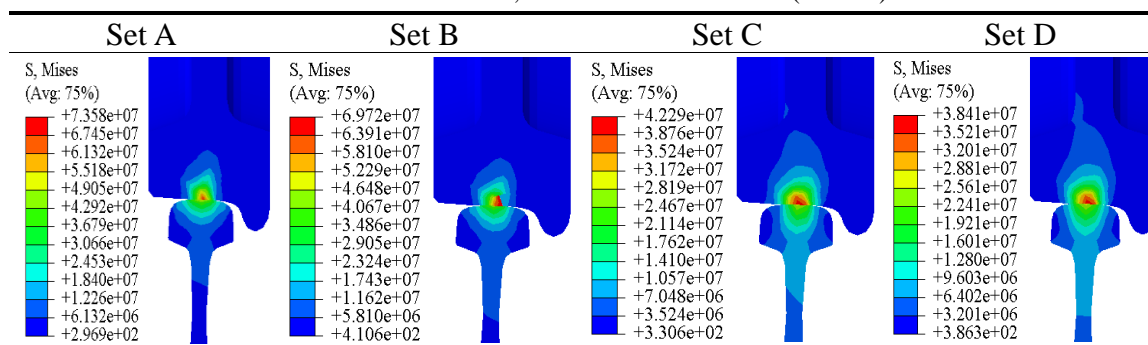 Set A
Set B
Set C
Set D
S, Mises
(Avg: 75%)
+7.358e+07
+6.745e+07
+6.132e+07
+5.518e+07
+4.905e+07
+4.292e+07
+3.679e+07
+3.066e+07
+2.453e+07
+1.840e+07
+1.226e+07
+6.132e+06
+2.969e+02
S, Mises
(Avg: 75%)
+6.972e+07
+6.391e+07
+5.810e+07
+5.229e+07
+4.648e+07
+4.067e+07
+3.486e+07
+2.905e+07
+2.324e+07
+1.743e+07
+1.162e+07
+5.810e+06
+4.106e+02
S, Mises
(Avg: 75%)
+4.229e+07
+3.876e+07
+3.524e+07
+3.172e+07
+2.819e+07
+2.467e+07
+2.114e+07
+1.762e+07
+1.410e+07
+1.057e+07
+7.048e+06
+3.524e+06
+3.306e+02
S, Mises
(Avg: 75%)
+3.841e+07
+3.521e+07
+3.201e+07
+2.881e+07
+2.561e+07
+2.241e+07
+1.921e+07
+1.601e+07
+1.280e+07
+9.603e+06
+6.402e+06
+3.201e+06
+3.863e+02